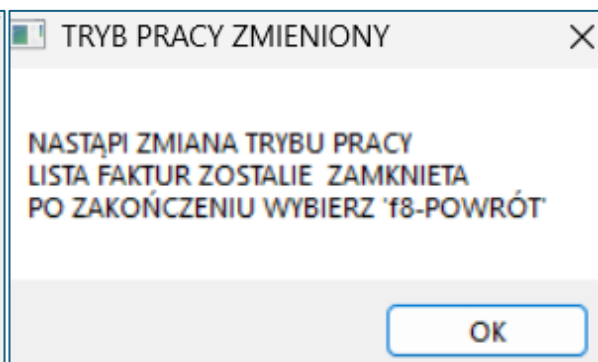 TRYB PRACY ZMIENIONY
NASTĄPI ZMIANA TRYBU PRACY
LISTA FAKTUR ZOSTALIE ZAMKNIETA
PO ZAKOŃCZENIU WYBIERZ 'f8-POWRÓT'
OK